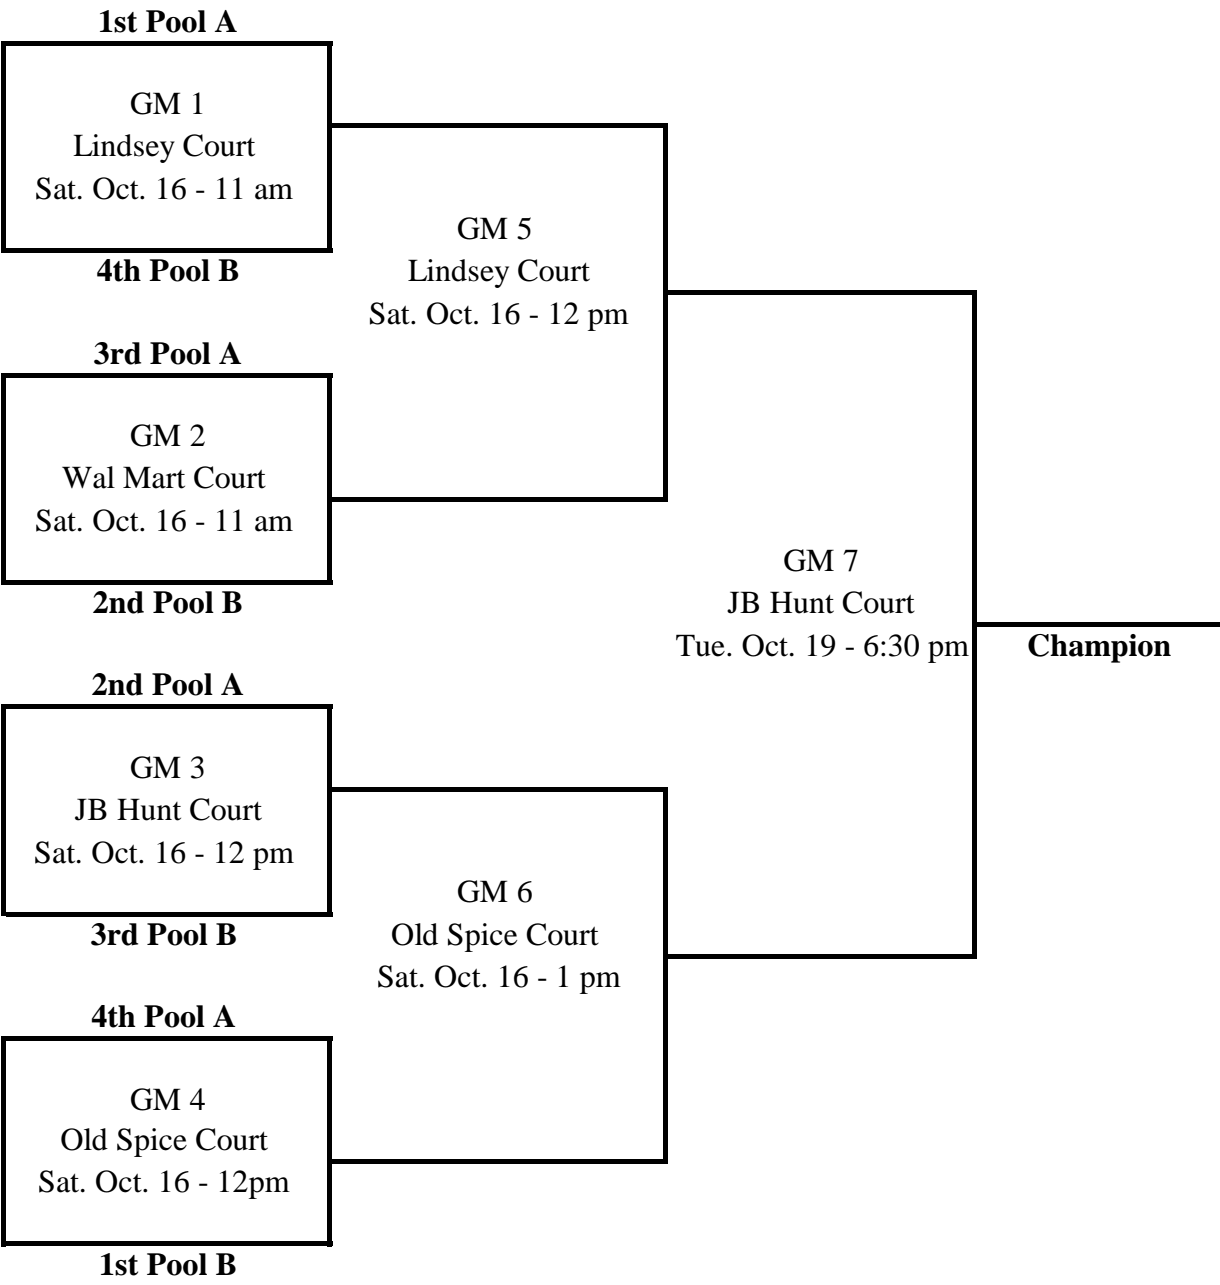 1st Pool A
GM 1
Lindsey Court
Sat. Oct. 16 - 11 am
4th Pool B
3rd Pool A
GM 2
Wal Mart Court
Sat. Oct. 16 - 11 am
2nd Pool B
2nd Pool A
GM 3
JB Hunt Court
Sat. Oct. 16 - 12 pm
3rd Pool B
4th Pool A
GM 4
Old Spice Court
Sat. Oct. 16 - 12pm
1st Pool B
GM 5
Lindsey Court
Sat. Oct. 16 - 12 pm
GM 6
Old Spice Court
Sat. Oct. 16 - 1 pm
GM 7
JB Hunt Court
Tue. Oct. 19 - 6:30 pm
Champion